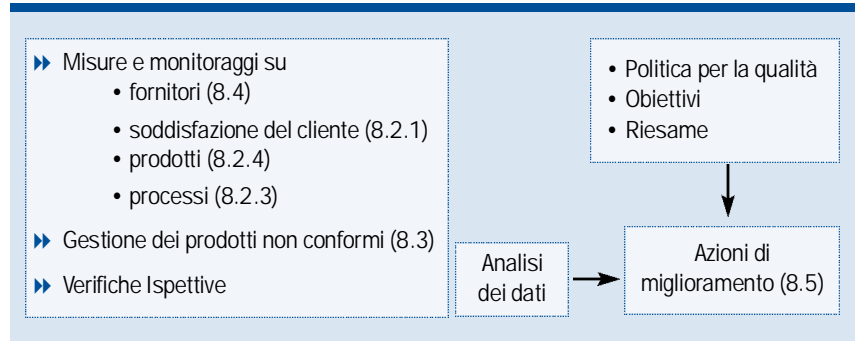 Misure e monitoraggi su
• fornitori (8.4)
• soddisfazione del cliente (8.2.1)
• prodotti (8.2.4)
• processi (8.2.3)
Gestione dei prodotti non conformi (8.3)
Verifiche Ispettive
Analisi
dei dati
• Politica per la qualità
• Obiettivi
• Riesame
Azioni di
miglioramento (8.5)